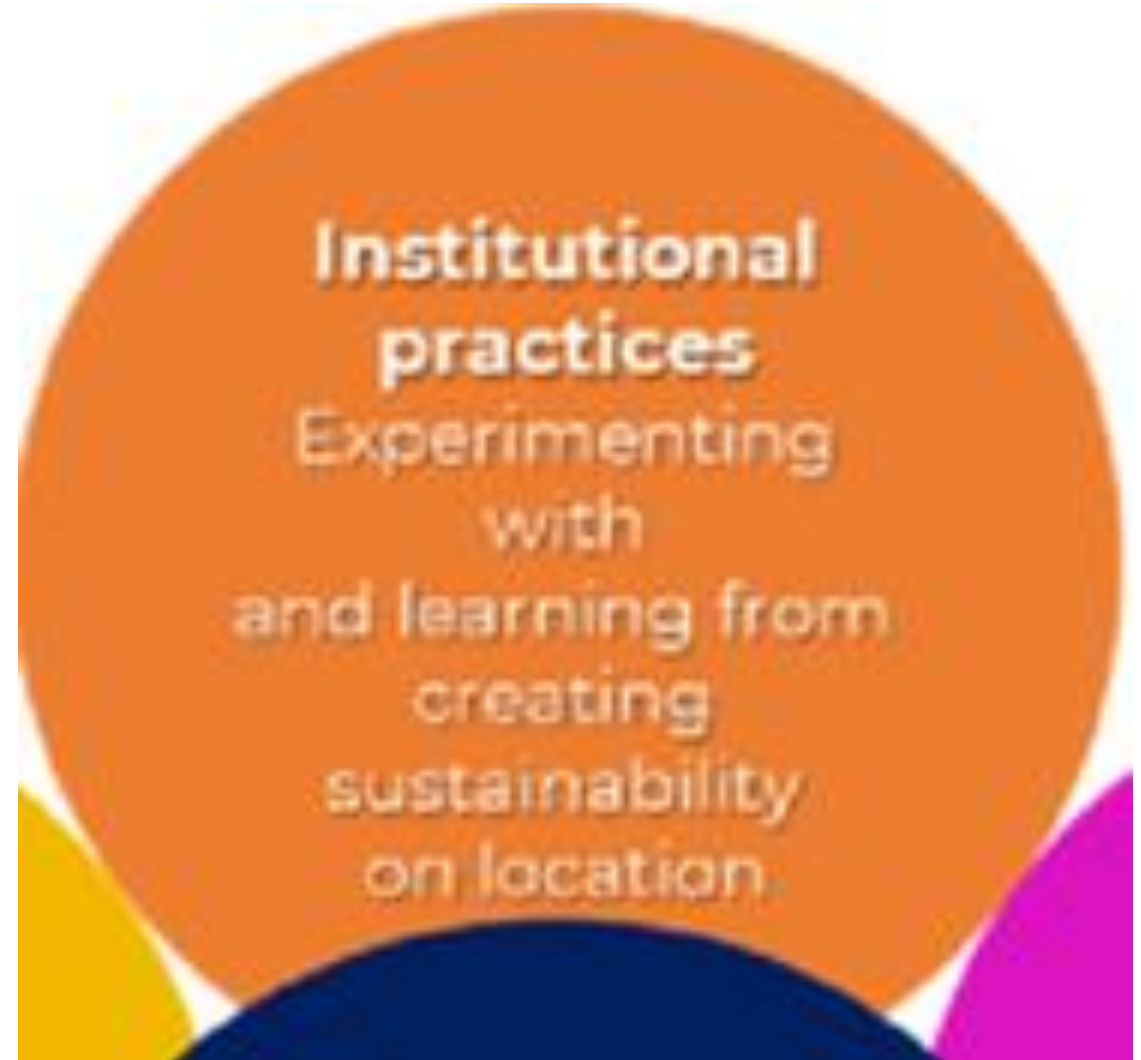 Institutional
practices
Experimenting
with
and learning from
creating
sustainability
on location